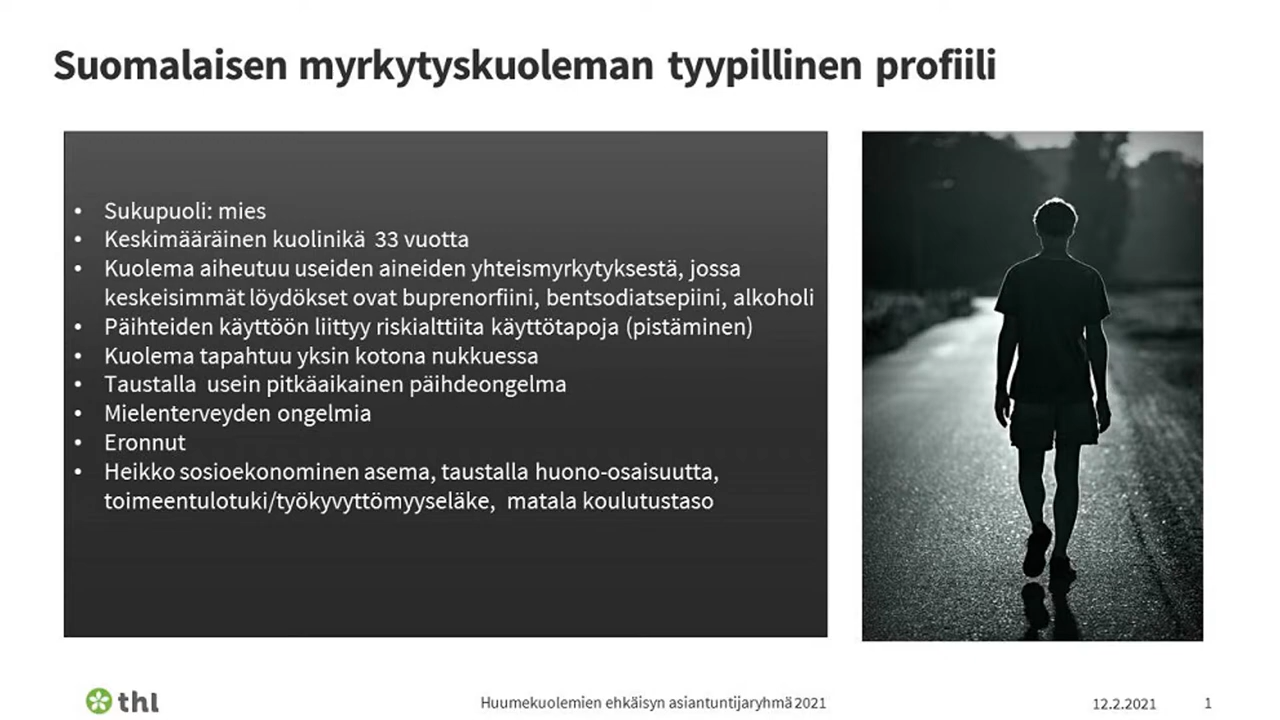 Suomalaisen myrkytyskuoleman tyypillinen profiili
• Sukupuoli: mies
• Keskimääräinen kuolinikä 33 vuotta
• Kuolema aiheutuu useiden aineiden yhteismyrkytyksestä, jossa
keskeisimmät löydökset ovat buprenorfiini, bentsodiatsepiini, alkoholi
• Päihteiden käyttöön liittyy riskialttiita käyttötapoja (pistäminen)
• Kuolema tapahtuu yksin kotona nukkuessa
• Taustalla usein pitkäaikainen päihdeongelma
• Mielenterveyden ongelmia
• Eronnut
• Heikko sosioekonominen asema, taustalla huono-osaisuutta,
toimeentulotuki/työkyvyttömyyseläke, matala koulutustaso
thl
Huumekuolemien ehkäisyn asiantuntijaryhmä 2021
12.2.2021
1